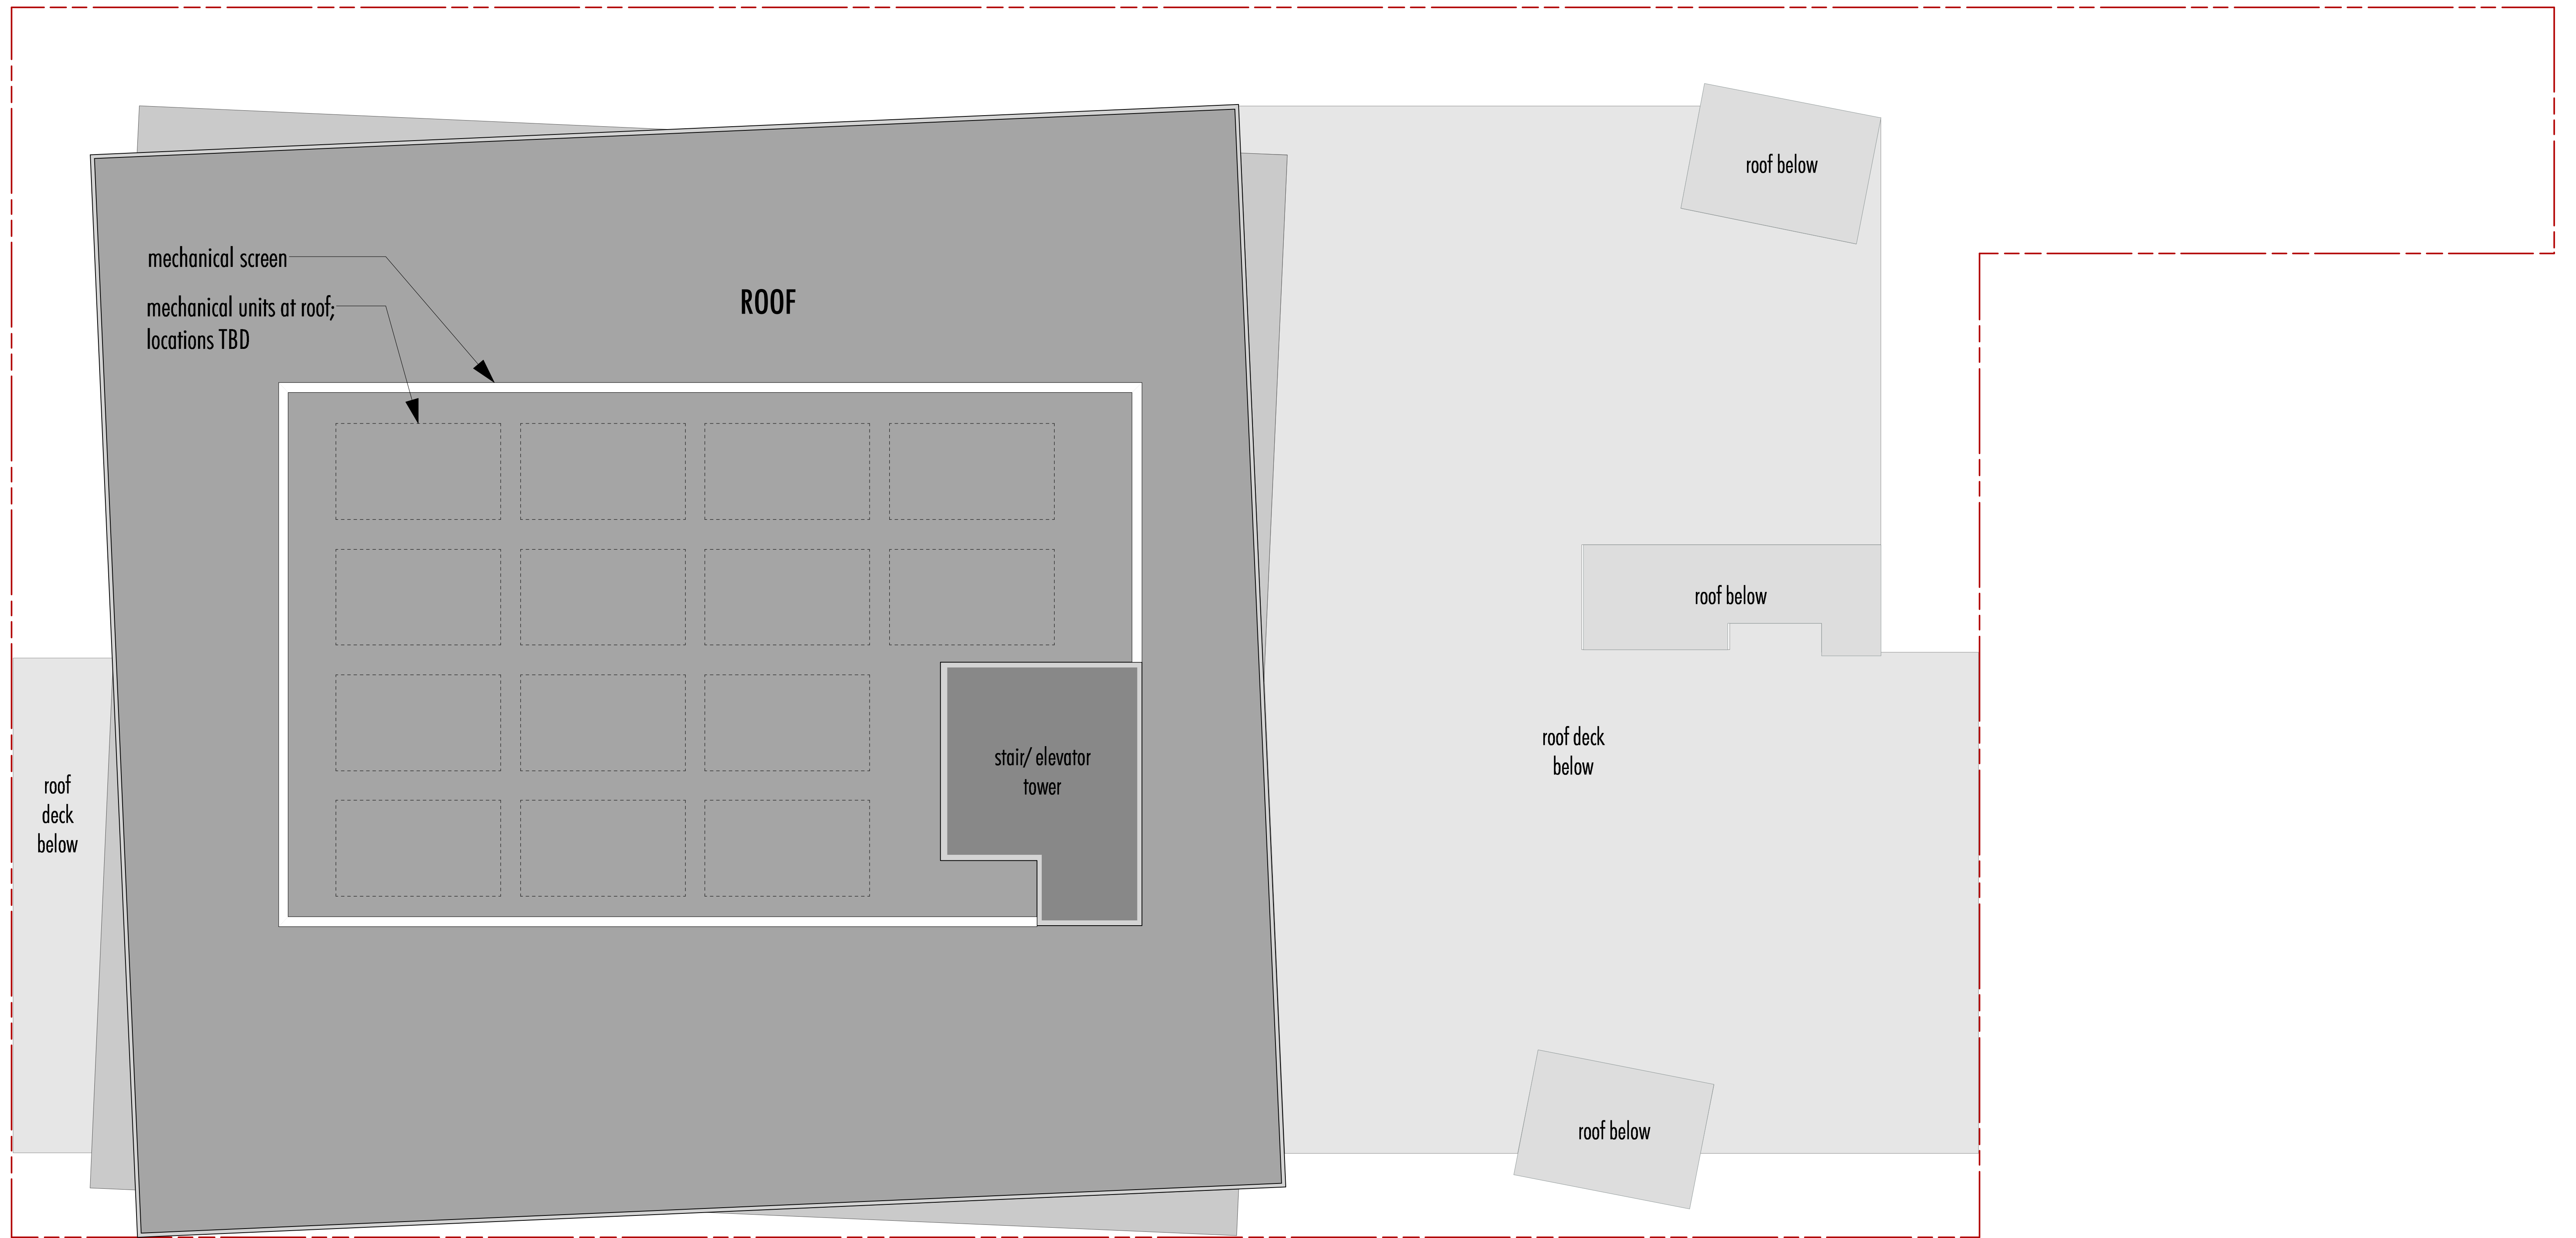 roof below
mechanical screen
ROOF
mechanical units at roof;
locations TBD
roof below
roof deck
below
stair/ elevator
tower
roof
deck
below
roof below